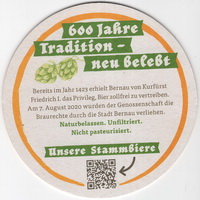 600 Jahre
Tradition –
neu belebt
Bereits im Jahr 1423 erhielt Bernau von Kurfürst
Friedrich I. das Privileg, Bier sollfrei zu vertreiben.
Am 7. August 2020 wurden der Genossenschaft die
Braurechte durch die Stadt Bernau verliehen.
Naturbelassen. Unfiltriert.
Nicht pasteurisiert.
Unsere Stammbiere